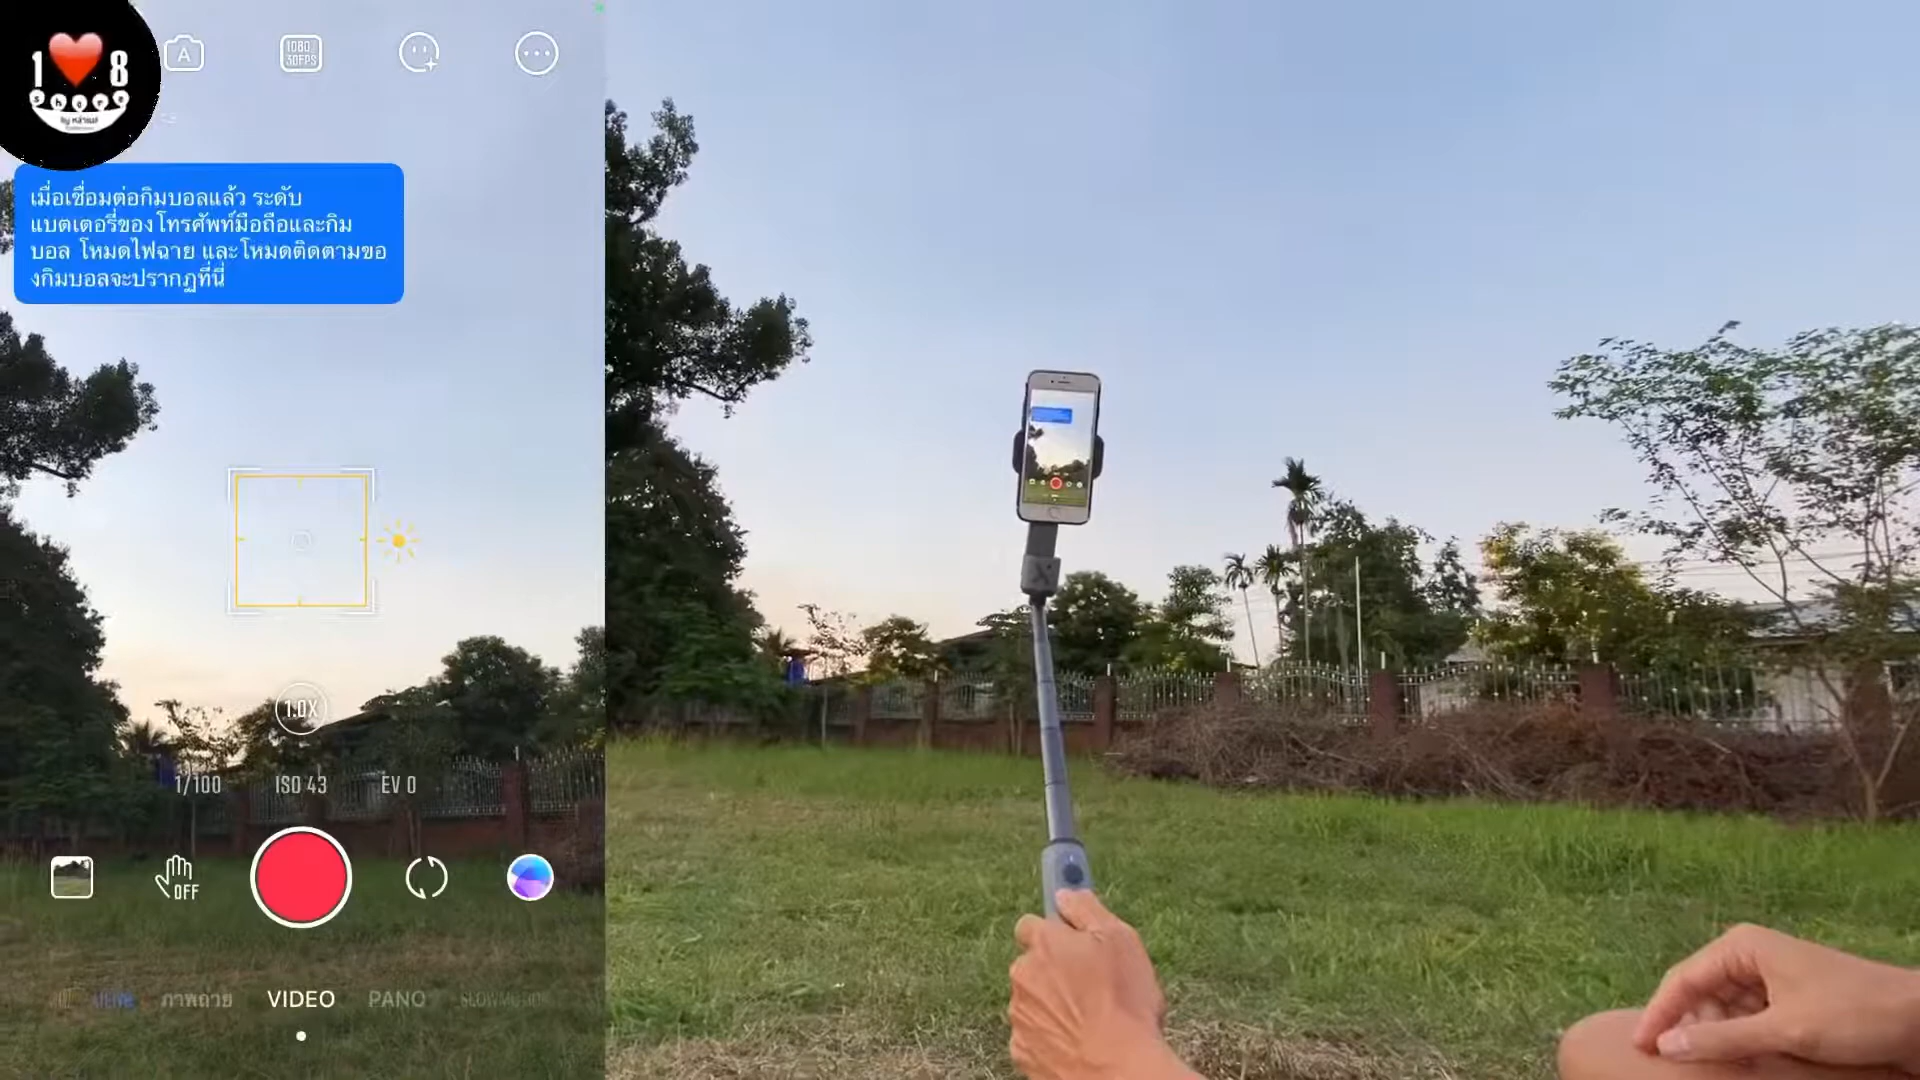 1 8
Share
A
1080
30FPS
เมื่อเชื่อมต่อกิมบอลแล้ว ระดับ
แบตเตอรี่ของโทรศัพท์มือถือและกิม
บอล โหมดไฟฉาย และโหมดติดตามขอ
งกิมบอลจะปรากฏที่นี่
1.0X
1/100 ISO 43 EV 0
OFF
LIVE ภาพถ่าย VIDEO PANO SLOWMOTION